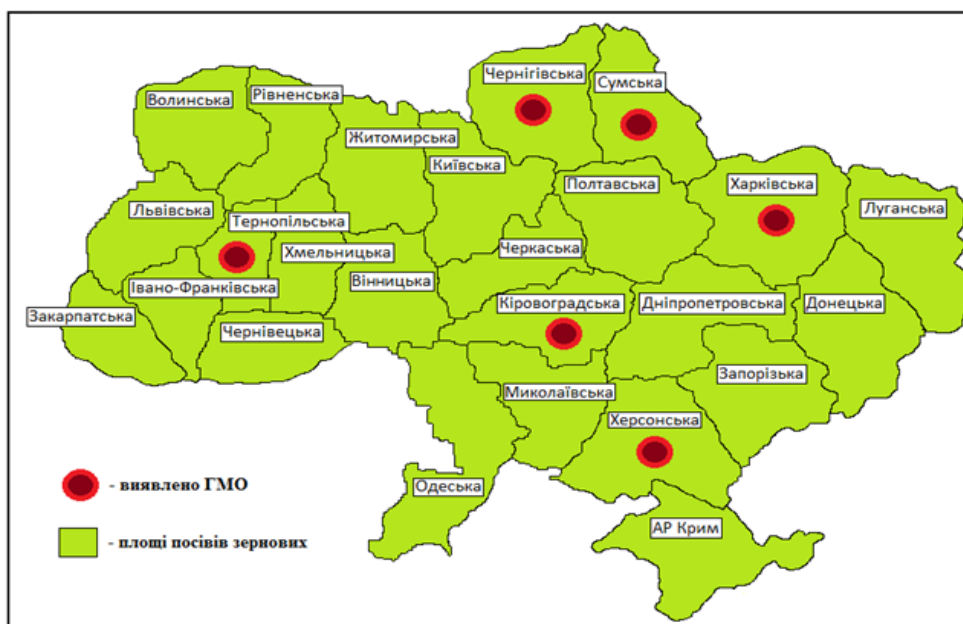 Чернігівська
Сумська
Волинська
Рівненська
Житомирська
Київська
Полтавська
Харківська
Луганська
Львівська
Тернопільська
Хмельницька
Черкаська
Вінницька
Івано-Франківська
Кіровоградська
Дніпропетровська
Донецька
Закарпатська
Чернівецька
Запорізька
Миколаївська
Херсонська
Одеська
АР Крим
- виявлено ГМО
- площі посівів зернових